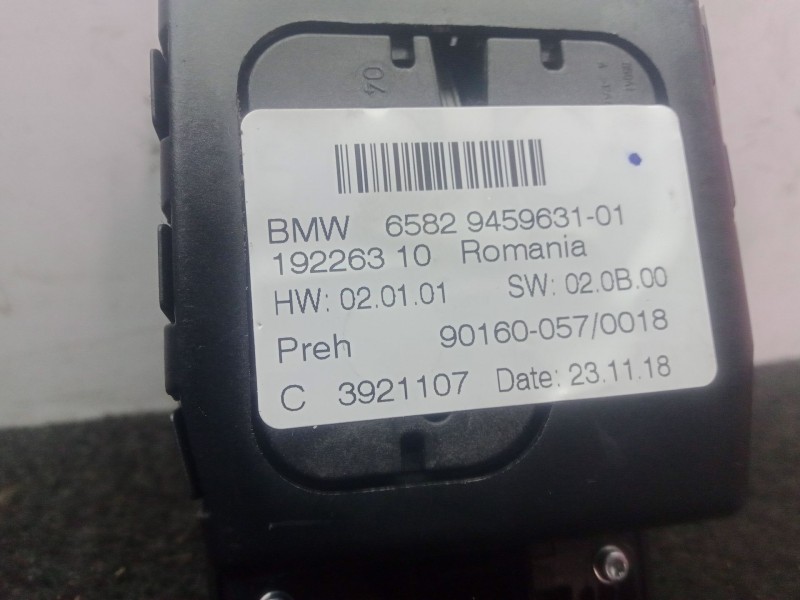 04
BMW 6582 9459631-01
192263 10 Romania
HW: 02.01.01 SW: 02.0B.00
Preh 90160-057/0018
C 3921107 Date: 23.11.18